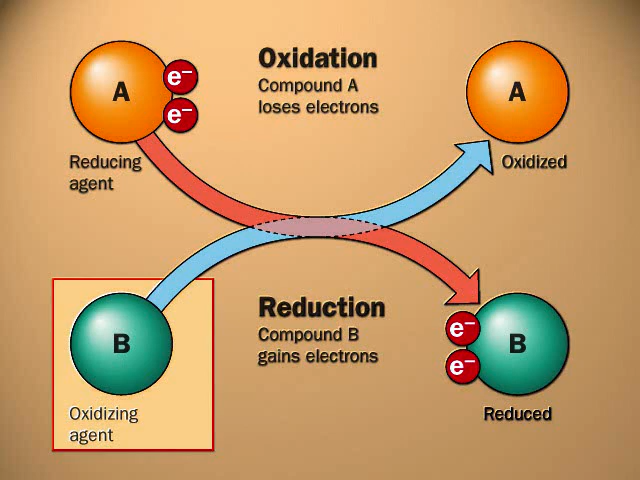 A
e⁻
e⁻
Reducing
agent
Oxidation
Compound A
loses electrons
A
Oxidized
B
Oxidizing
agent
Reduction
Compound B
gains electrons
e⁻
e⁻
B
Reduced